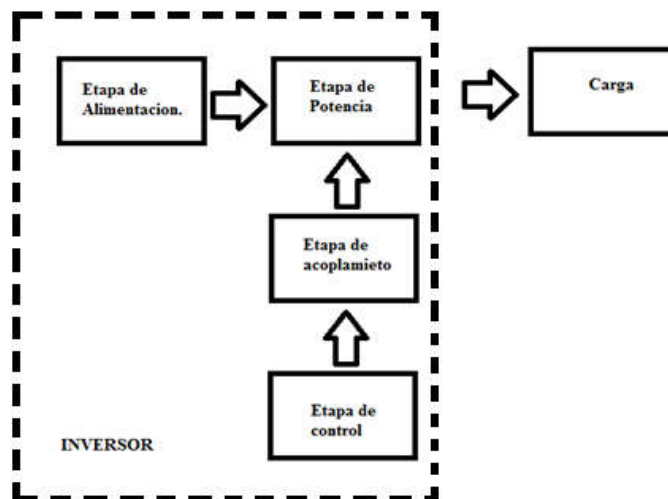 Etapa de
Alimentacion.
Etapa de
Potencia
Carga
Etapa de
acoplamieto
Etapa de
control
INVERSOR